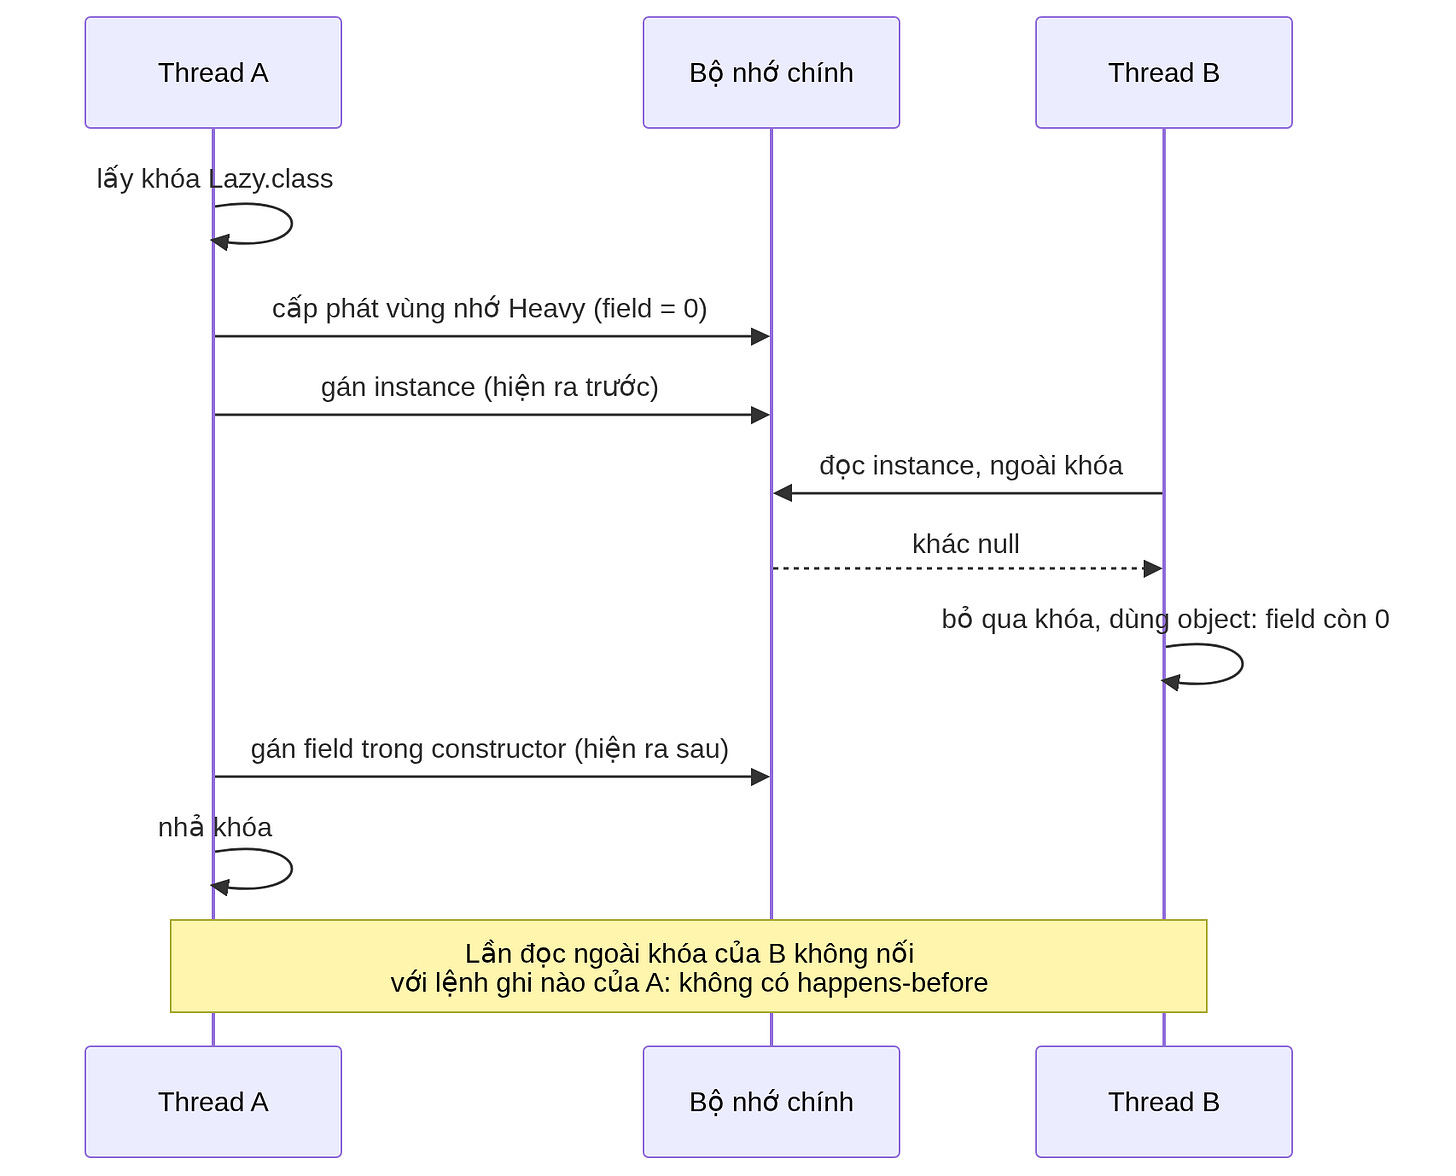 Thread A
Bộ nhớ chính
Thread B
lấy khóa Lazy.class
cấp phát vùng nhớ Heavy (field = 0)
gán instance (hiện ra trước)
đọc instance, ngoài khóa
khác null
bỏ qua khóa, dùng object: field còn 0
gán field trong constructor (hiện ra sau)
nhả khóa
Lần đọc ngoài khóa của B không nối
với lệnh ghi nào của A: không có happens-before
Thread A
Bộ nhớ chính
Thread B